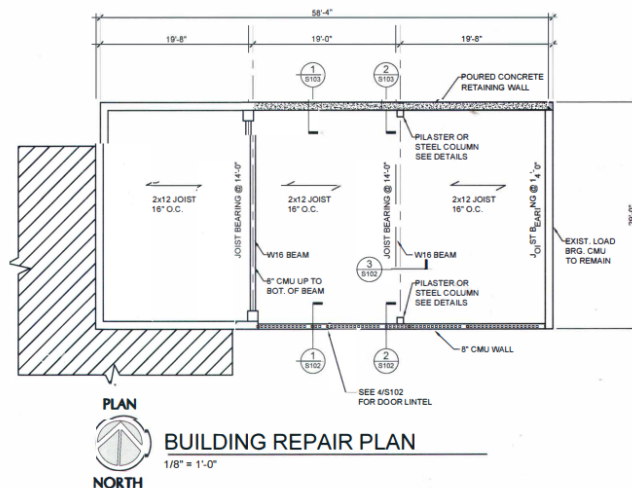 58'-4"
19'-8"
19'-0"
19'-8"
1
S103
2
S103
POURED CONCRETE
RETAINING WALL
PILASTER OR
STEEL COLUMN
SEE DETAILS
2x12 JOIST
16" O.C.
JOIST BEARING @ 14'-0"
2x12 JOIST
16" O.C.
JOIST BEARING @ 14'-0"
2x12 JOIST
16" O.C.
W16 BEAM
8" CMU UP TO
BOT. OF BEAM
W16 BEAM
3
S102
EXIST. LOAD
BRG. CMU
TO REMAIN
PILASTER OR
STEEL COLUMN
SEE DETAILS
1
S102
2
S102
8" CMU WALL
SEE 4/S102
FOR DOOR LINTEL
PLAN
NORTH
BUILDING REPAIR PLAN
1/8" = 1'-0"